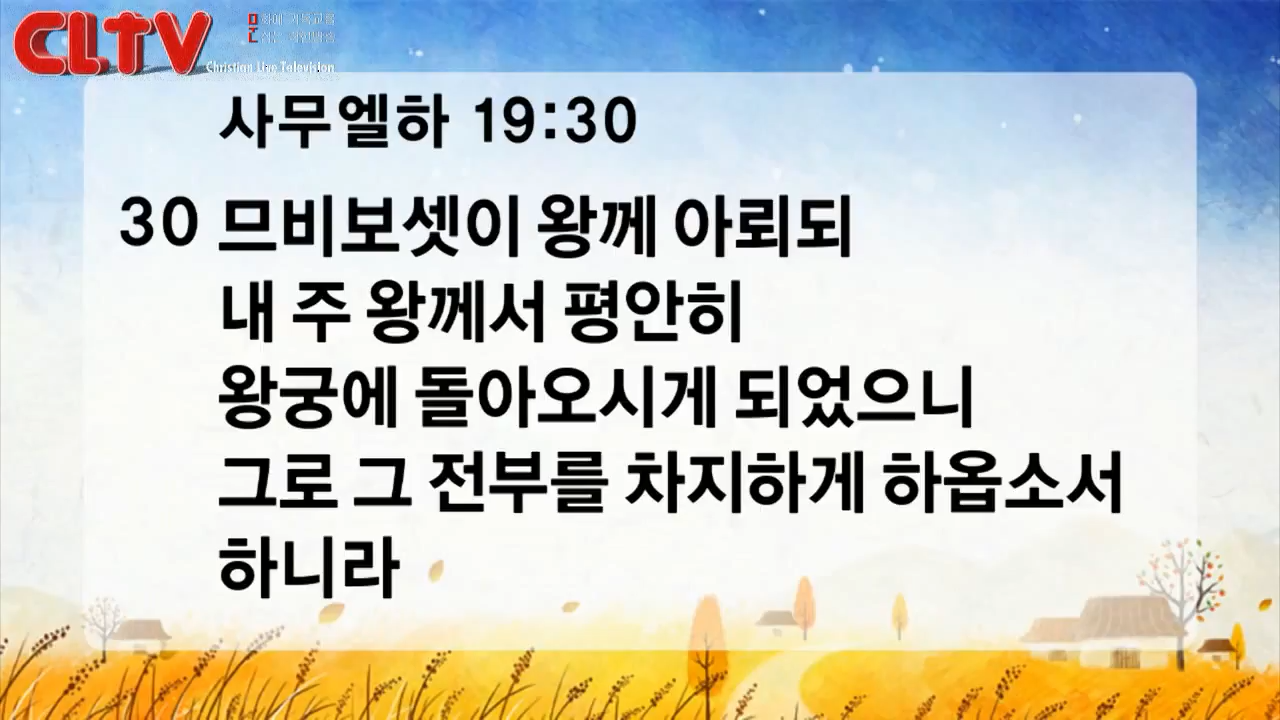 CLTV
Christian Live Television
사무엘하 19:30
30 므비보셋이 왕께 아뢰되
내 주 왕께서 평안히
왕궁에 돌아오시게 되었으니
그로 그 전부를 차지하게 하옵소서
하니라